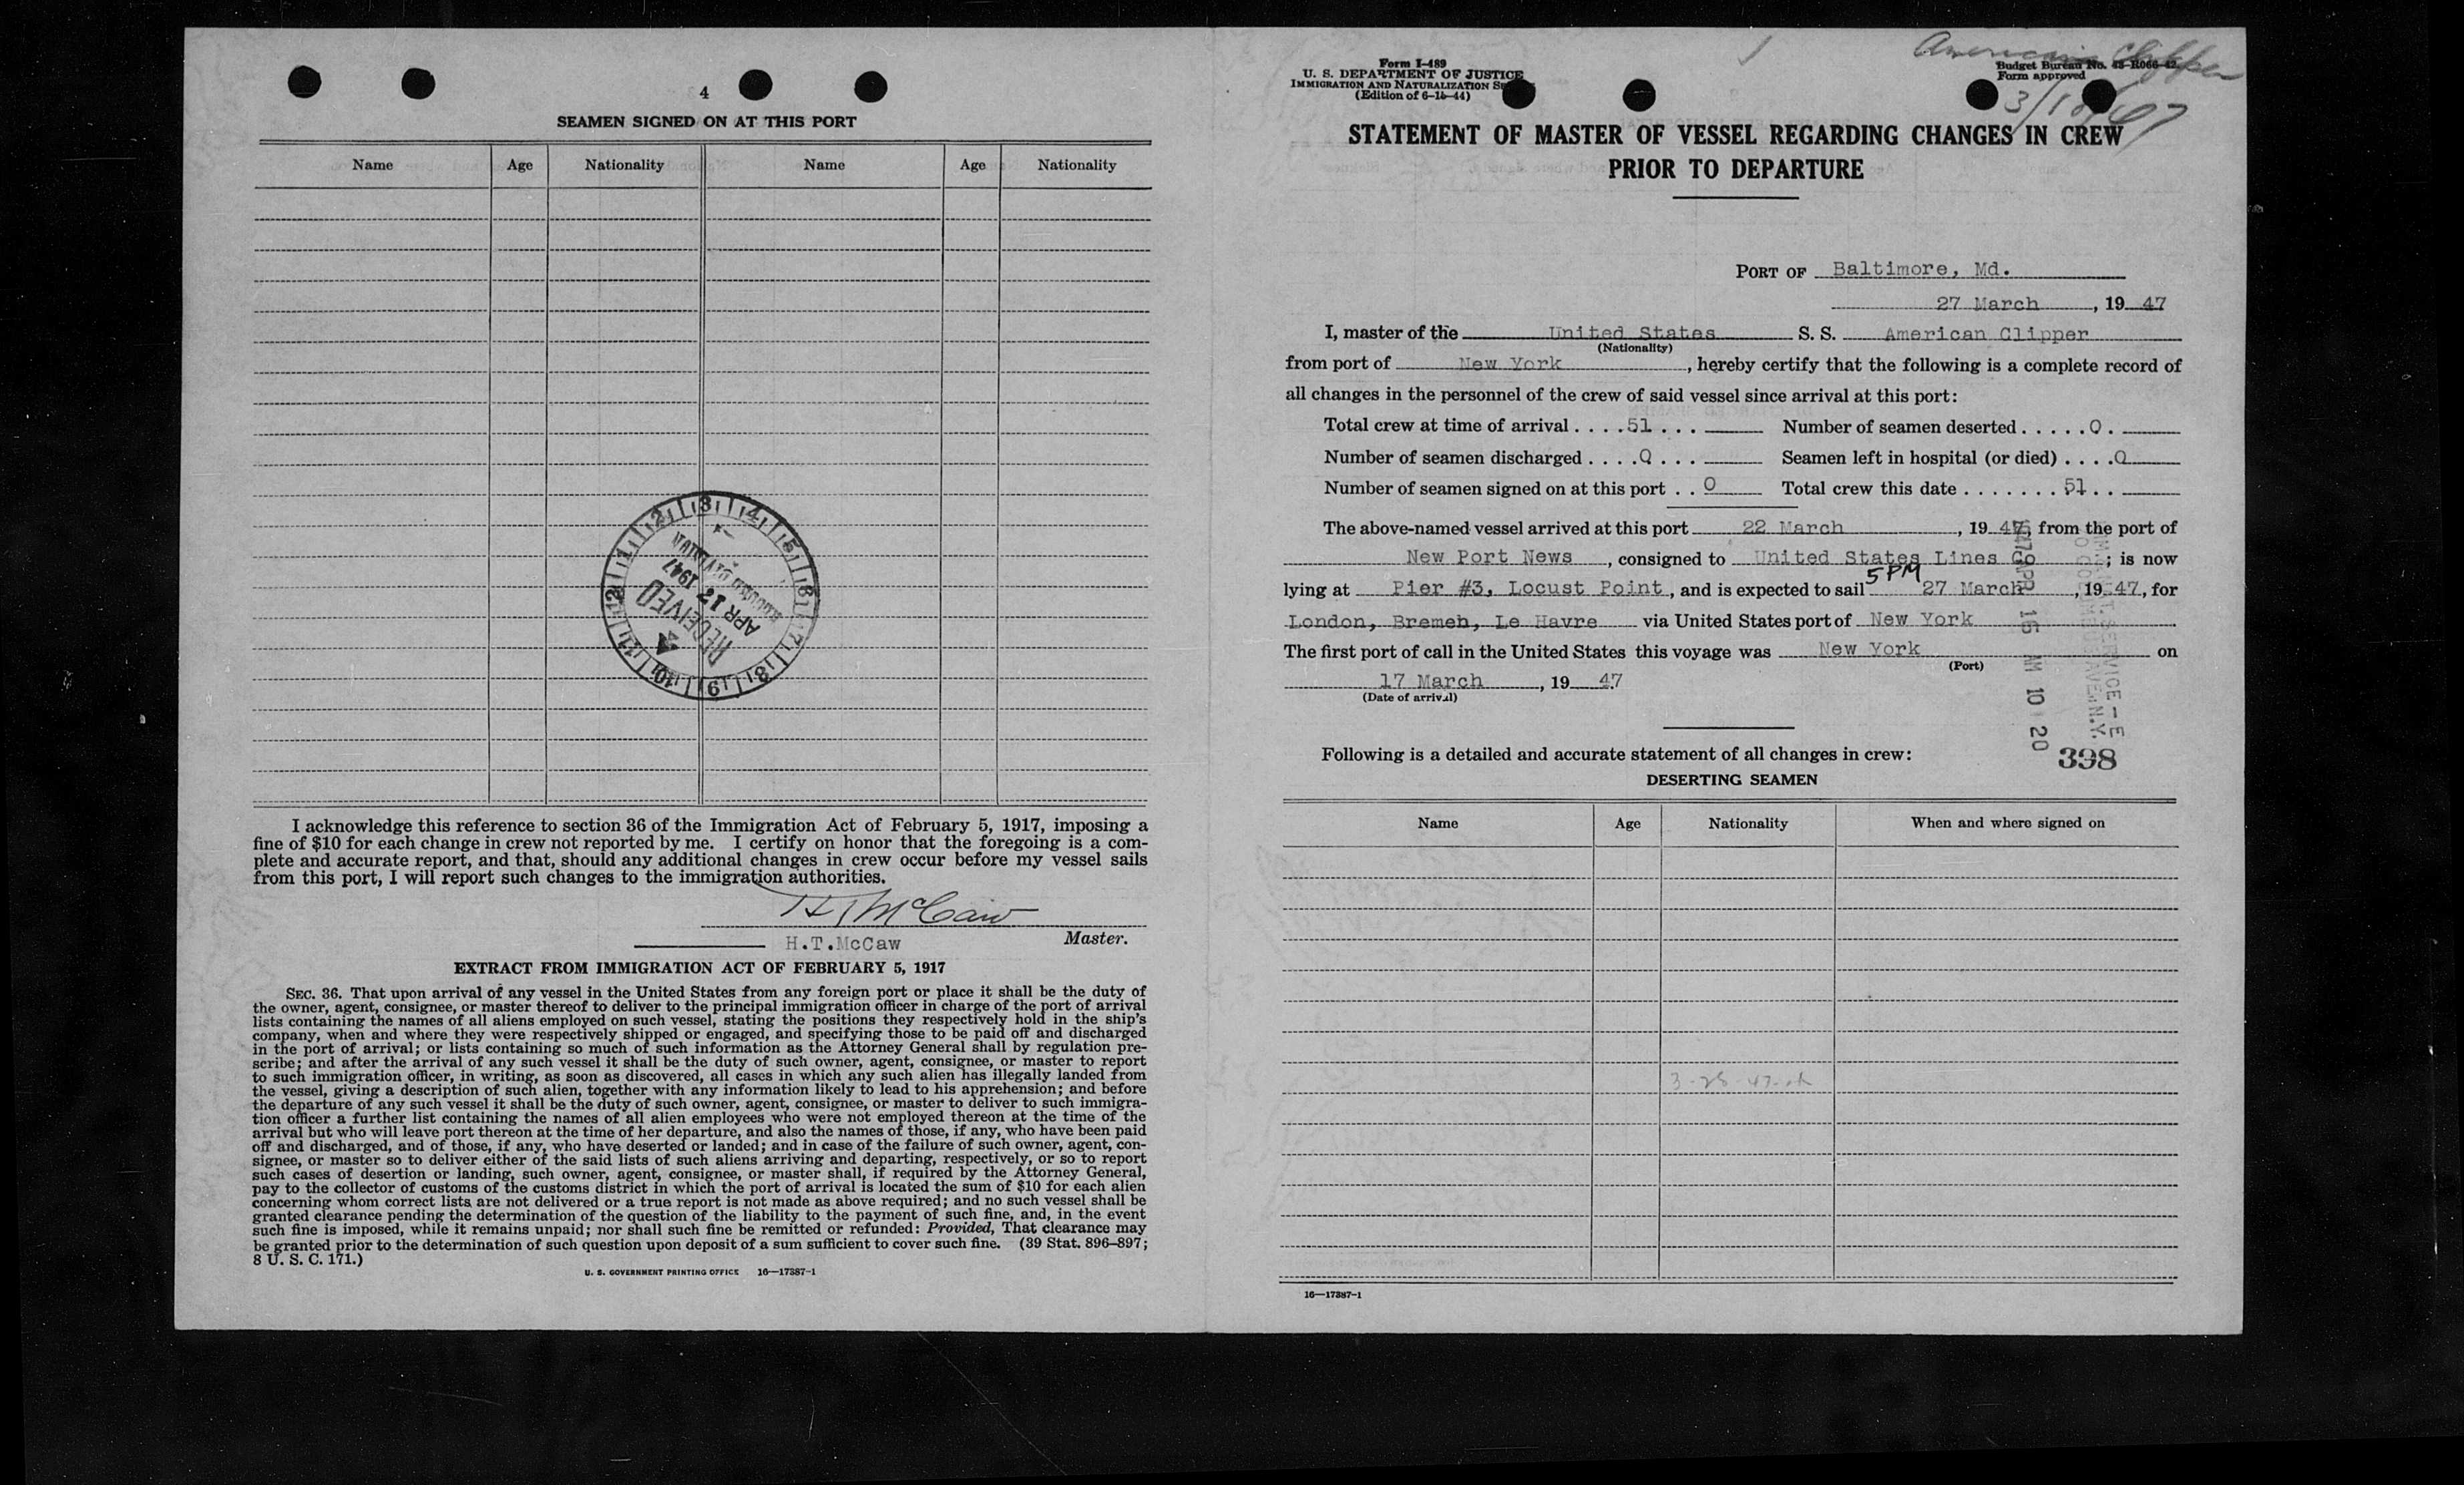 4
SEAMEN SIGNED ON AT THIS PORT
Name Age Nationality Name Age Nationality
12 1 2 3 4 5 6 7 8 9 10 11
RECEIVED
APR 12 1947
I acknowledge this reference to section 36 of the Immigration Act of February 5, 1917, imposing a
fine of $10 for each change in crew not reported by me. I certify on honor that the foregoing is a com-
plete and accurate report, and that, should any additional changes in crew occur before my vessel sails
from this port, I will report such changes to the immigration authorities.
H T McCaw
H.T.McCaw Master.
EXTRACT FROM IMMIGRATION ACT OF FEBRUARY 5, 1917
SEC. 36. That upon arrival of any vessel in the United States from any foreign port or place it shall be the duty of
the owner, agent, consignee, or master thereof to deliver to the principal immigration officer in charge of the port of arrival
lists containing the names of all aliens employed on such vessel, stating the positions they respectively hold in the ship's
company, when and where they were respectively shipped or engaged, and specifying those to be paid off and discharged
in the port of arrival; or lists containing so much of such information as the Attorney General shall by regulation pre-
scribe; and after the arrival of any such vessel it shall be the duty of such owner, agent, consignee, or master to report
to such immigration officer, in writing, as soon as discovered, all cases in which any such alien has illegally landed from
the vessel, giving a description of such alien, together with any information likely to lead to his apprehension; and before
the departure of any such vessel it shall be the duty of such owner, agent, consignee, or master to deliver to such immigra-
tion officer a further list containing the names of all alien employees who were not employed thereon at the time of the
arrival but who will leave port thereon at the time of her departure, and also the names of those, if any, who have been paid
off and discharged, and of those, if any, who have deserted or landed; and in case of the failure of such owner, agent, con-
signee, or master so to deliver either of the said lists of such aliens arriving and departing, respectively, or so to report
such cases of desertion or landing, such owner, agent, consignee, or master shall, if required by the Attorney General,
pay to the collector of customs of the customs district in which the port of arrival is located the sum of $10 for each alien
concerning whom correct lists are not delivered or a true report is not made as above required; and no such vessel shall be
granted clearance pending the determination of the question of the liability to the payment of such fine, and, in the event
such fine is imposed, while it remains unpaid; nor shall such fine be remitted or refunded: Provided, That clearance may
be granted prior to the determination of such question upon deposit of a sum sufficient to cover such fine. (39 Stat. 896–897;
8 U. S. C. 171.)
U. S. GOVERNMENT PRINTING OFFICE 16—17387-1
American Clipper
Form I-489
U. S. DEPARTMENT OF JUSTICE
IMMIGRATION AND NATURALIZATION
(Edition of 6-15-44)
Budget Bureau No. 43-R066-42.
Form approved
STATEMENT OF MASTER OF VESSEL REGARDING CHANGES IN CREW
PRIOR TO DEPARTURE
PORT OF Baltimore, Md.
27 March, 19 47
I, master of the United States S. S. American Clipper
(Nationality)
from port of New York, hereby certify that the following is a complete record of
all changes in the personnel of the crew of said vessel since arrival at this port:
Total crew at time of arrival . . . . 51 . . . Number of seamen deserted . . . . . 0 .
Number of seamen discharged . . . . 0 . . . Seamen left in hospital (or died) . . . . 0
Number of seamen signed on at this port . . 0 Total crew this date . . . . . . . 51 . .
The above-named vessel arrived at this port 22 March, 19 47, from the port of
New Port News, consigned to United States Lines Co; is now
5 PM
lying at Pier #3, Locust Point, and is expected to sail 27 March, 19 47, for
London, Bremen, Le Havre via United States port of New York
The first port of call in the United States this voyage was New York on
(Port)
17 March, 19 47
(Date of arrival)
'47 APR 16 AM 10 20
398
Following is a detailed and accurate statement of all changes in crew:
DESERTING SEAMEN
Name Age Nationality When and where signed on
16—17387-1